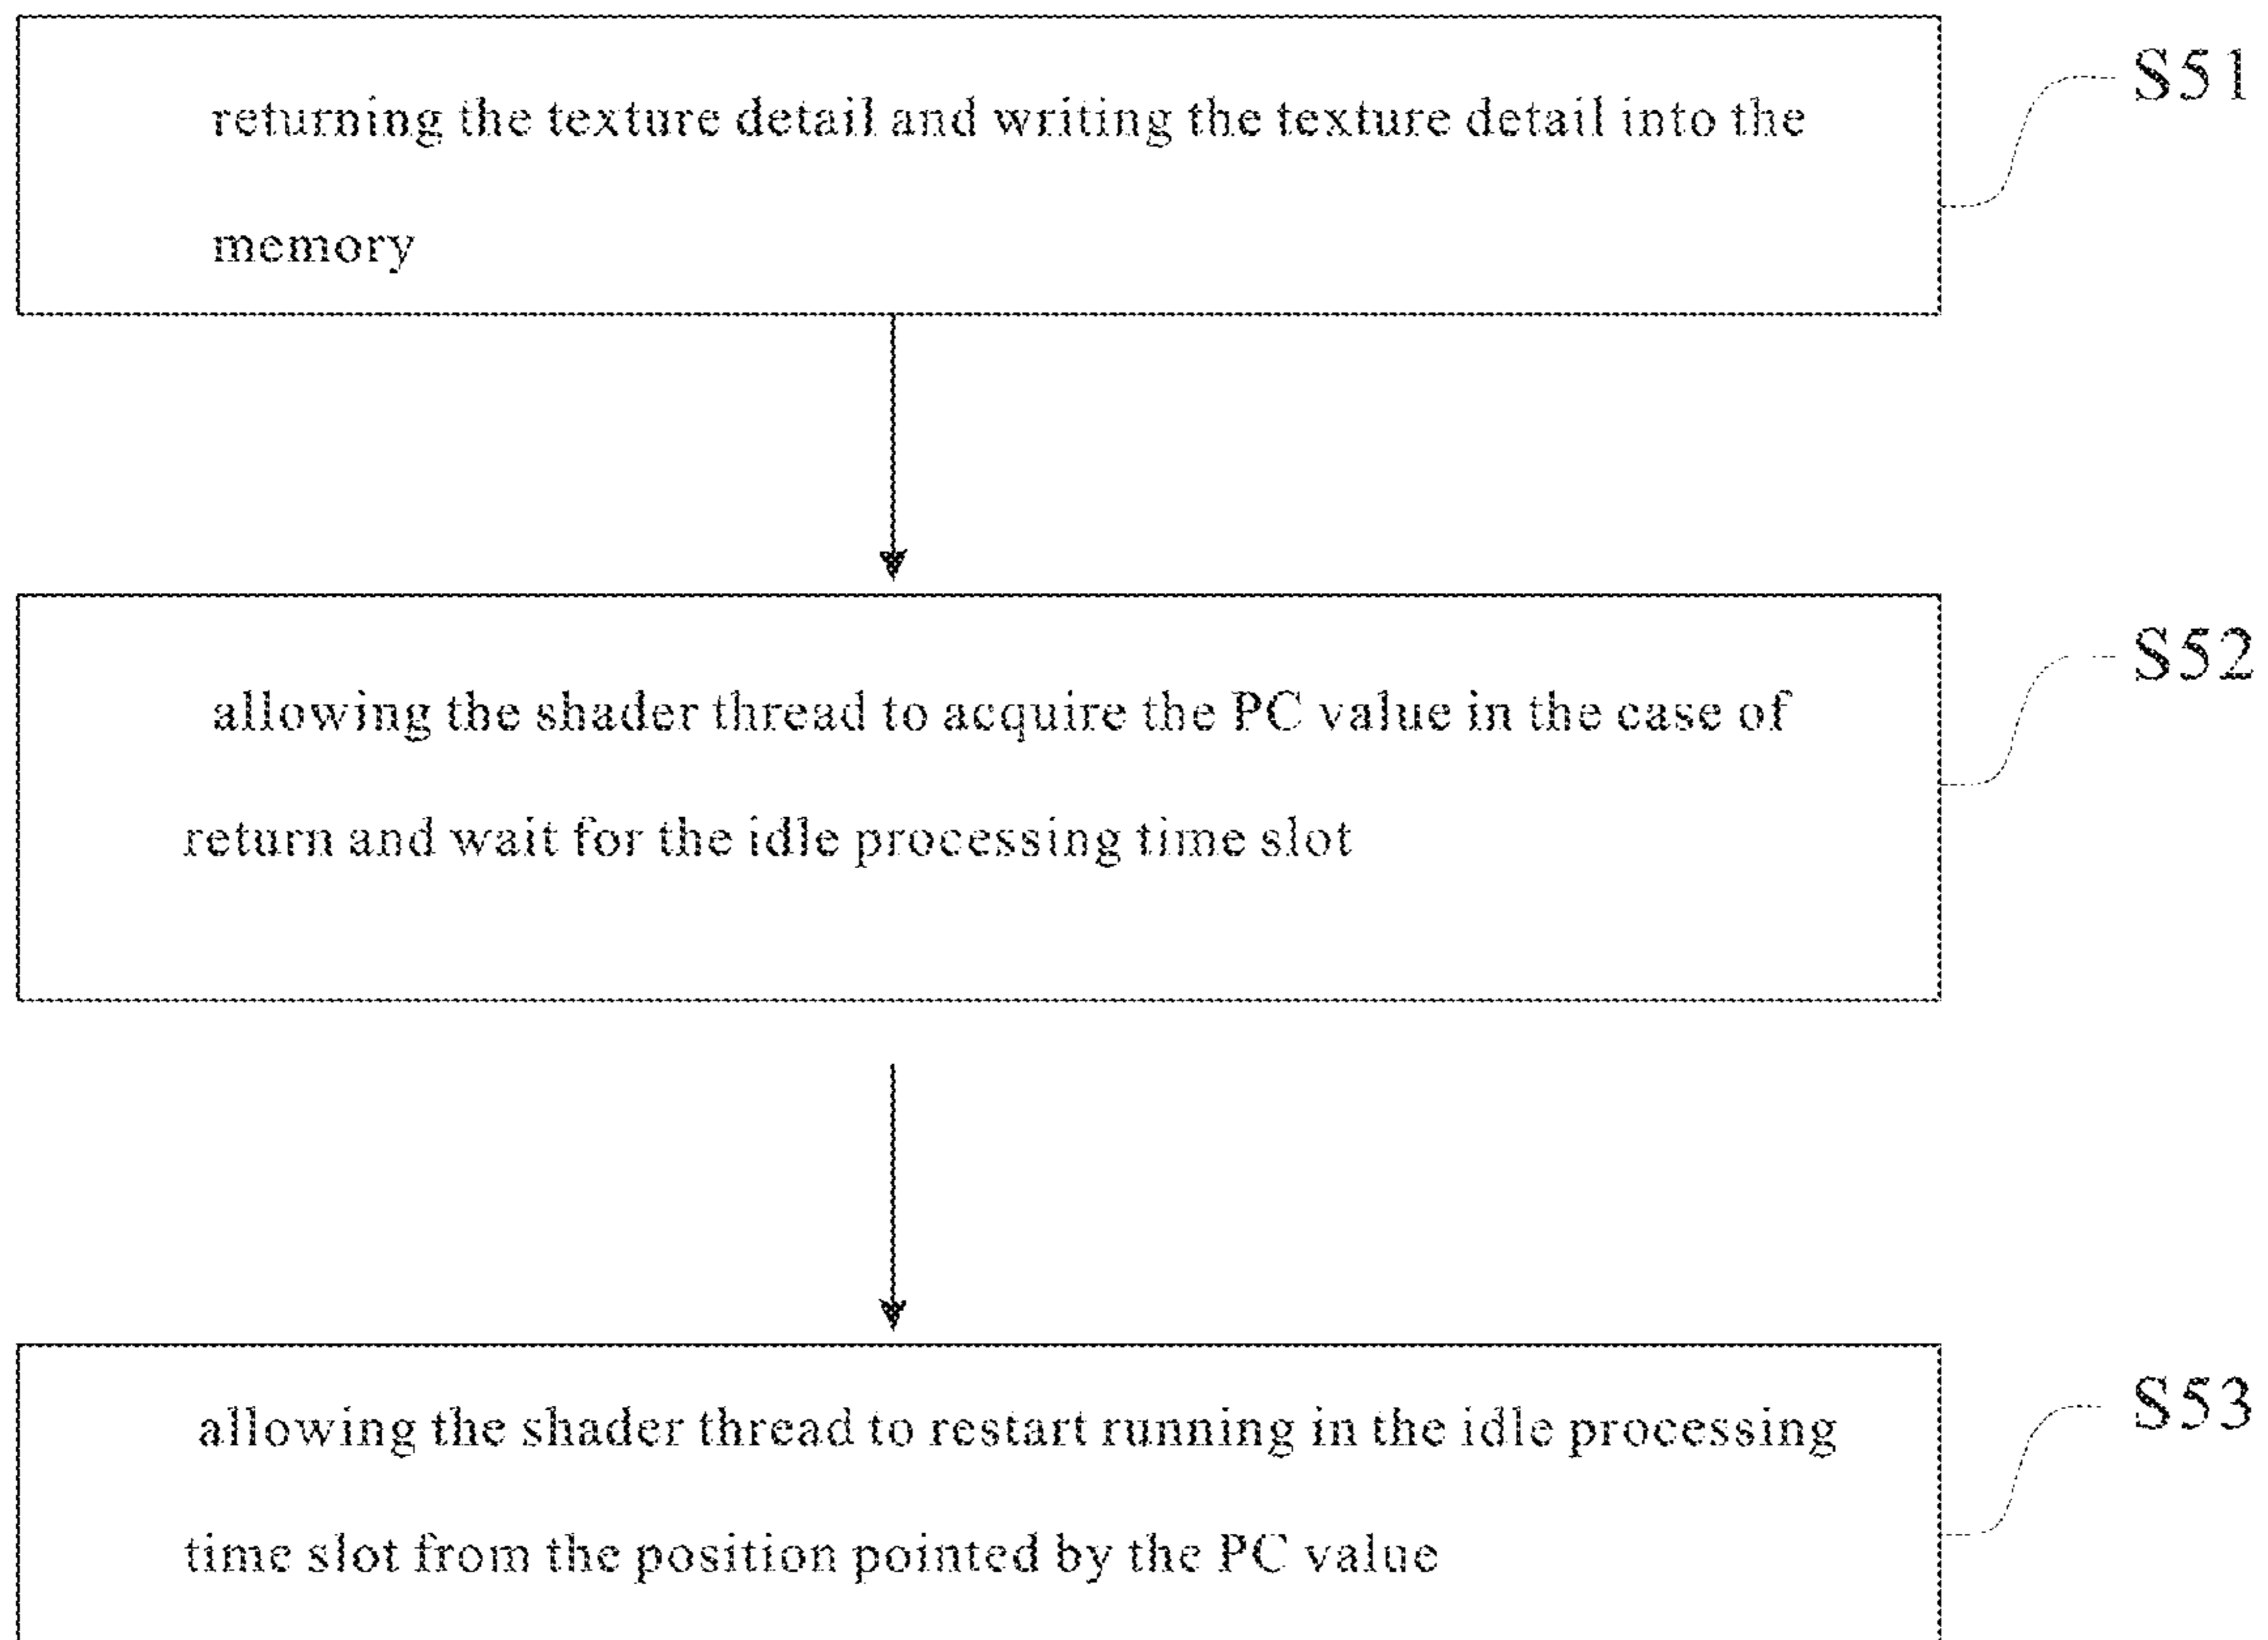 returning the texture detail and writing the texture detail into the
memory
S51
allowing the shader thread to acquire the PC value in the case of
return and wait for the idle processing time slot
S52
allowing the shader thread to restart running in the idle processing
time slot from the position pointed by the PC value
S53